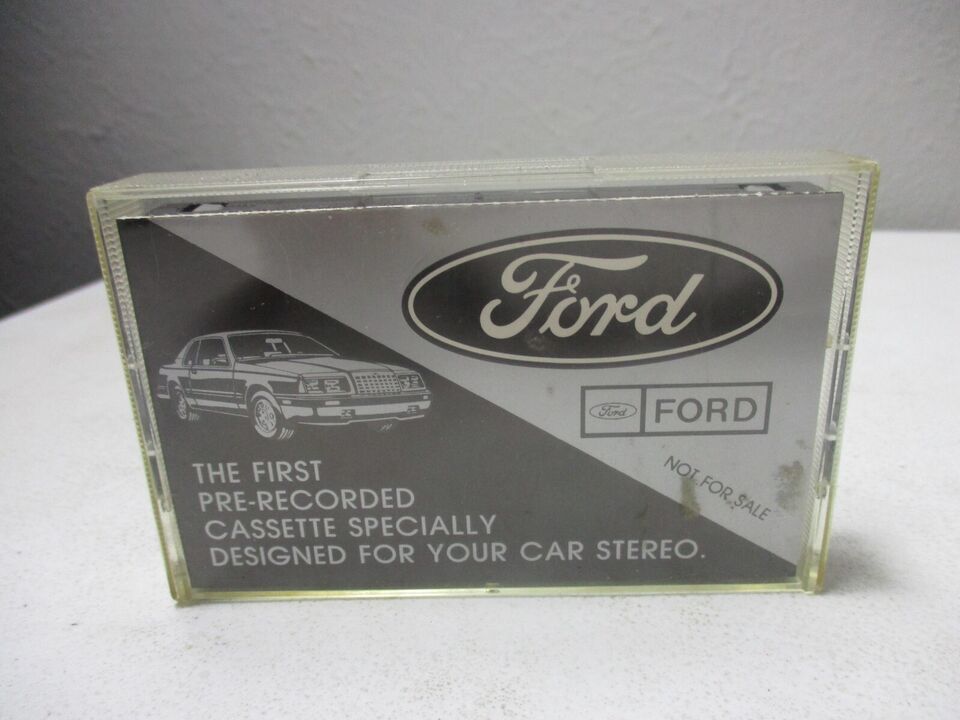 Ford
Ford FORD
NOT FOR SALE
THE FIRST
PRE-RECORDED
CASSETTE SPECIALLY
DESIGNED FOR YOUR CAR STEREO.